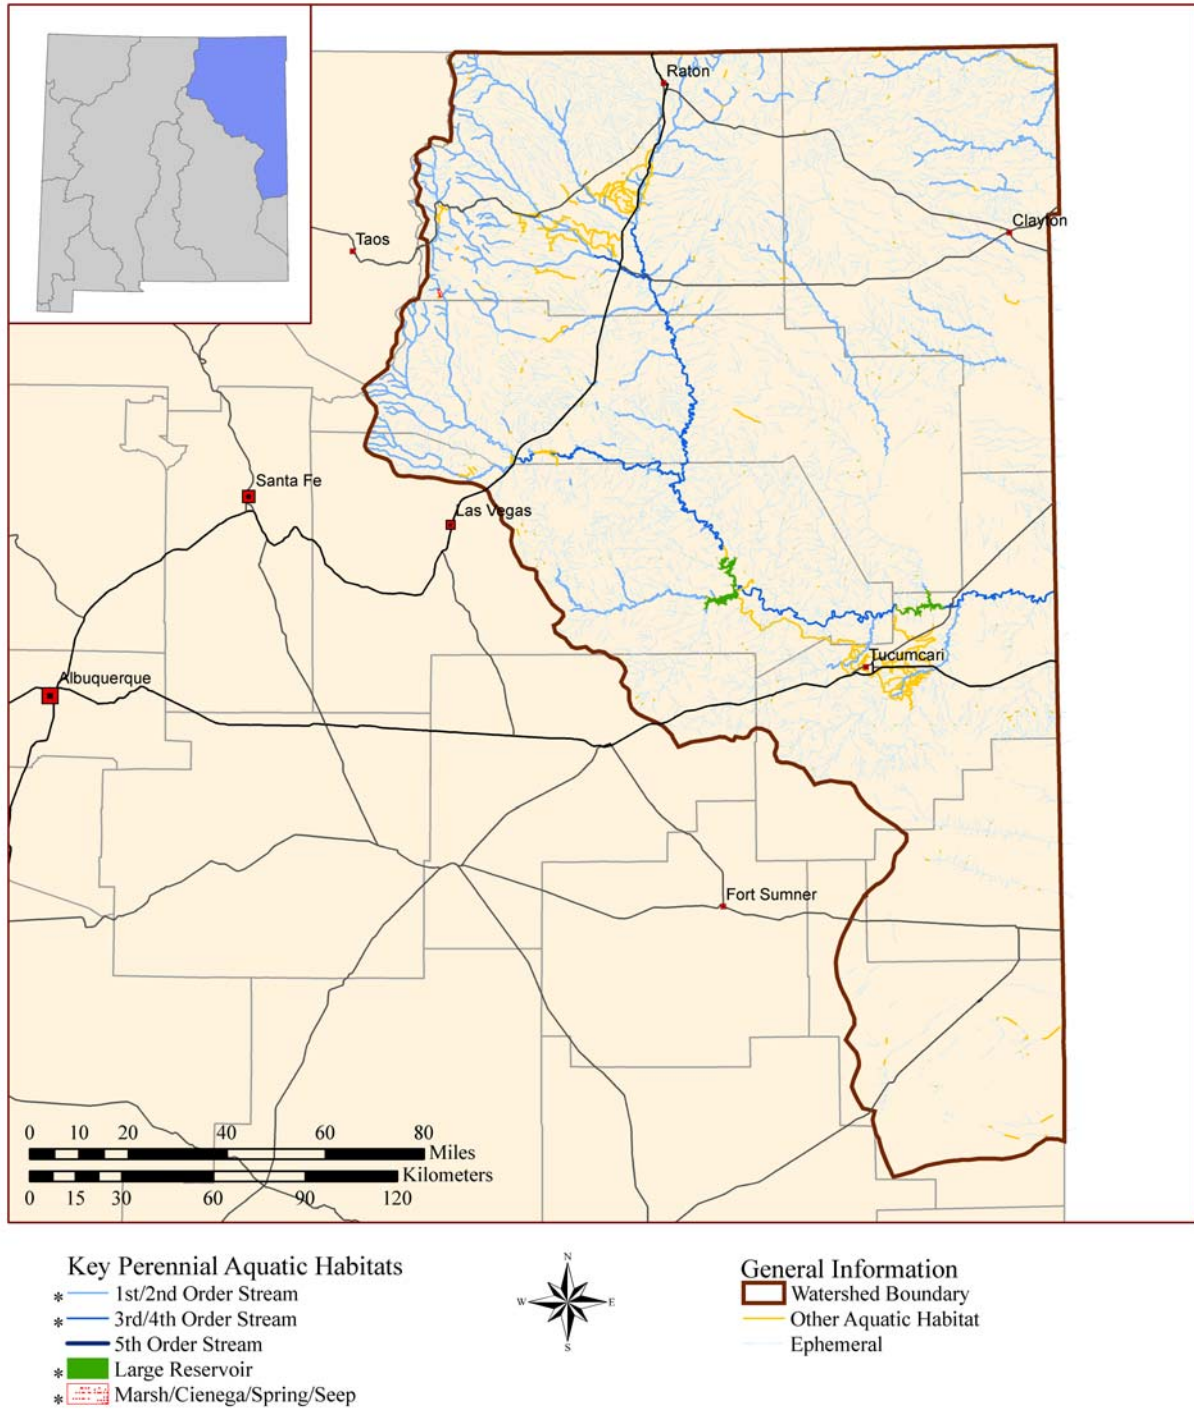 Raton
Clayton
Taos
Santa Fe
Las Vegas
Tucumcari
Albuquerque
Fort Sumner
0 10 20 40 60 80
Miles
Kilometers
0 15 30 60 90 120
Key Perennial Aquatic Habitats
* 1st/2nd Order Stream
* 3rd/4th Order Stream
5th Order Stream
* Large Reservoir
* Marsh/Cienega/Spring/Seep
N
W E
S
General Information
Watershed Boundary
Other Aquatic Habitat
Ephemeral